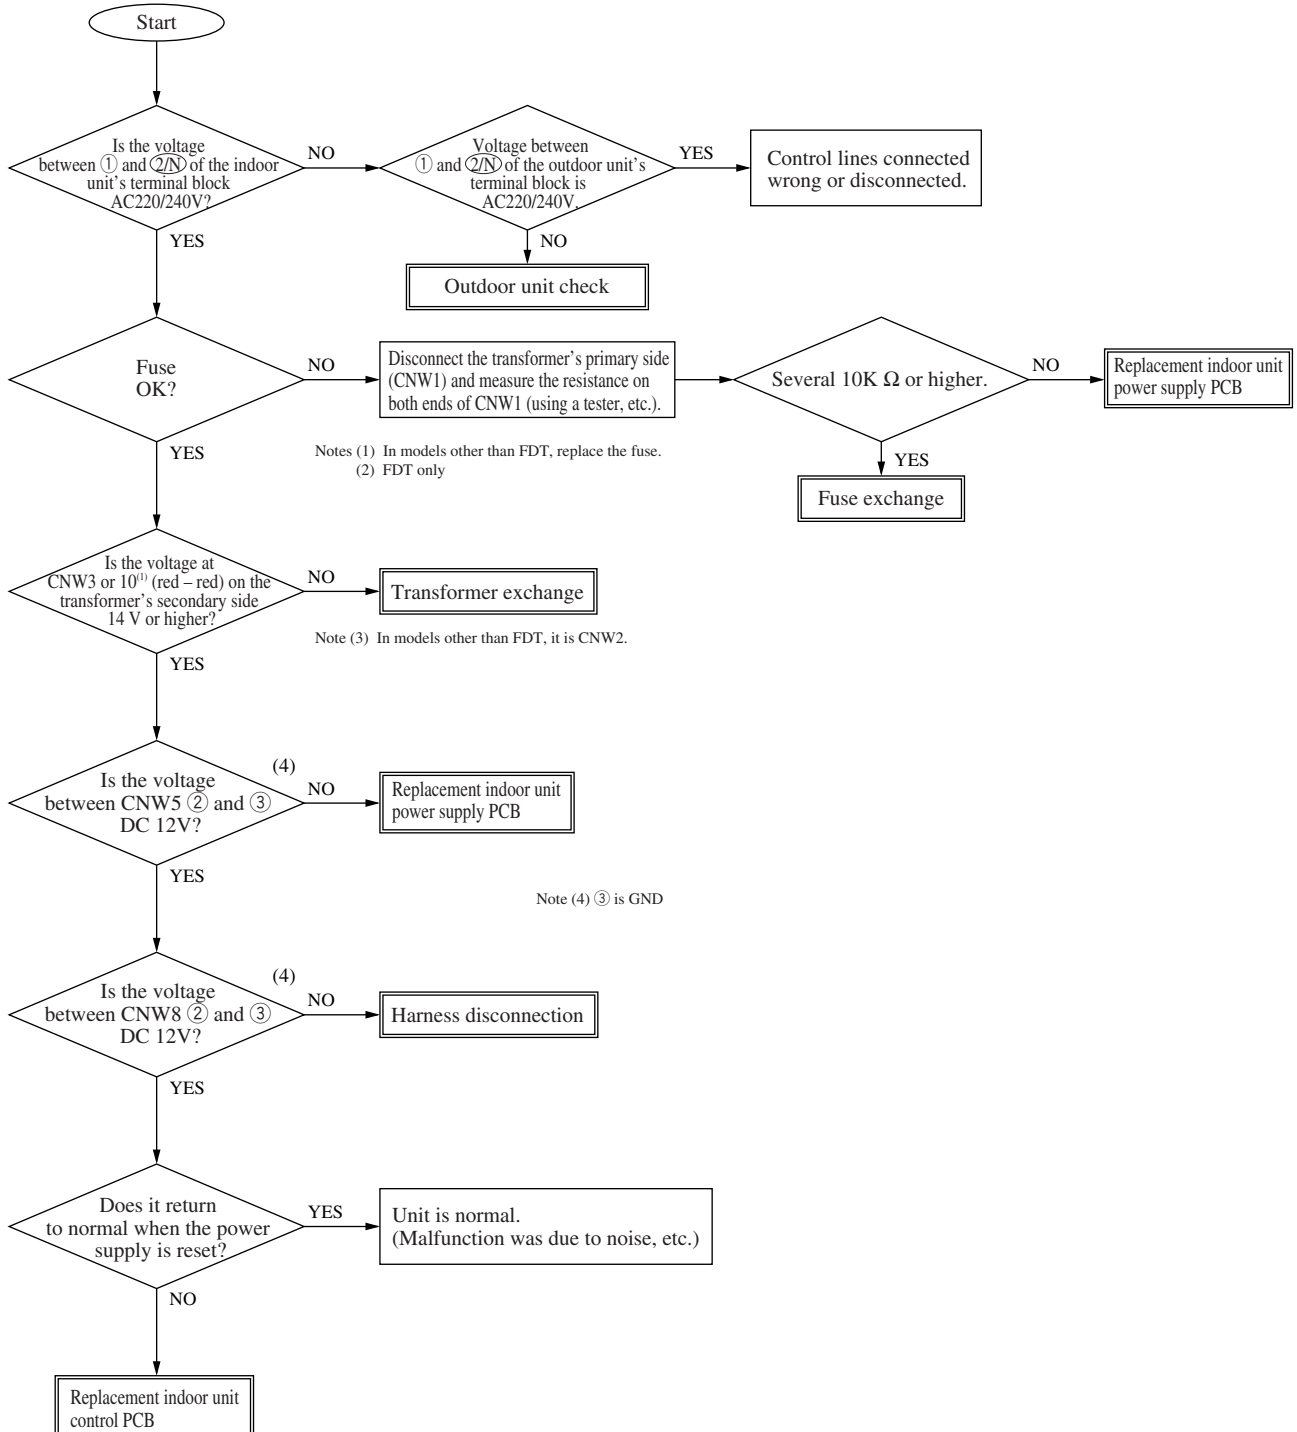 Start
Is the voltage
between ① and 2/N of the indoor
unit's terminal block
AC220/240V?
NO
Voltage between
① and 2/N of the outdoor unit's
terminal block is
AC220/240V.
YES
Control lines connected
wrong or disconnected.
YES
NO
Outdoor unit check
Fuse
OK?
NO
Disconnect the transformer's primary side
(CNW1) and measure the resistance on
both ends of CNW1 (using a tester, etc.).
Several 10K Ω or higher.
NO
Replacement indoor unit
power supply PCB
YES
Notes (1) In models other than FDT, replace the fuse.
(2) FDT only
YES
Fuse exchange
Is the voltage at
CNW3 or 10⁽¹⁾ (red – red) on the
transformer's secondary side
14 V or higher?
NO
Transformer exchange
Note (3) In models other than FDT, it is CNW2.
YES
Is the voltage
between CNW5 ② and ③
DC 12V?
(4)
NO
Replacement indoor unit
power supply PCB
YES
Note (4) ③ is GND
Is the voltage
between CNW8 ② and ③
DC 12V?
(4)
NO
Harness disconnection
YES
Does it return
to normal when the power
supply is reset?
YES
Unit is normal.
(Malfunction was due to noise, etc.)
NO
Replacement indoor unit
control PCB